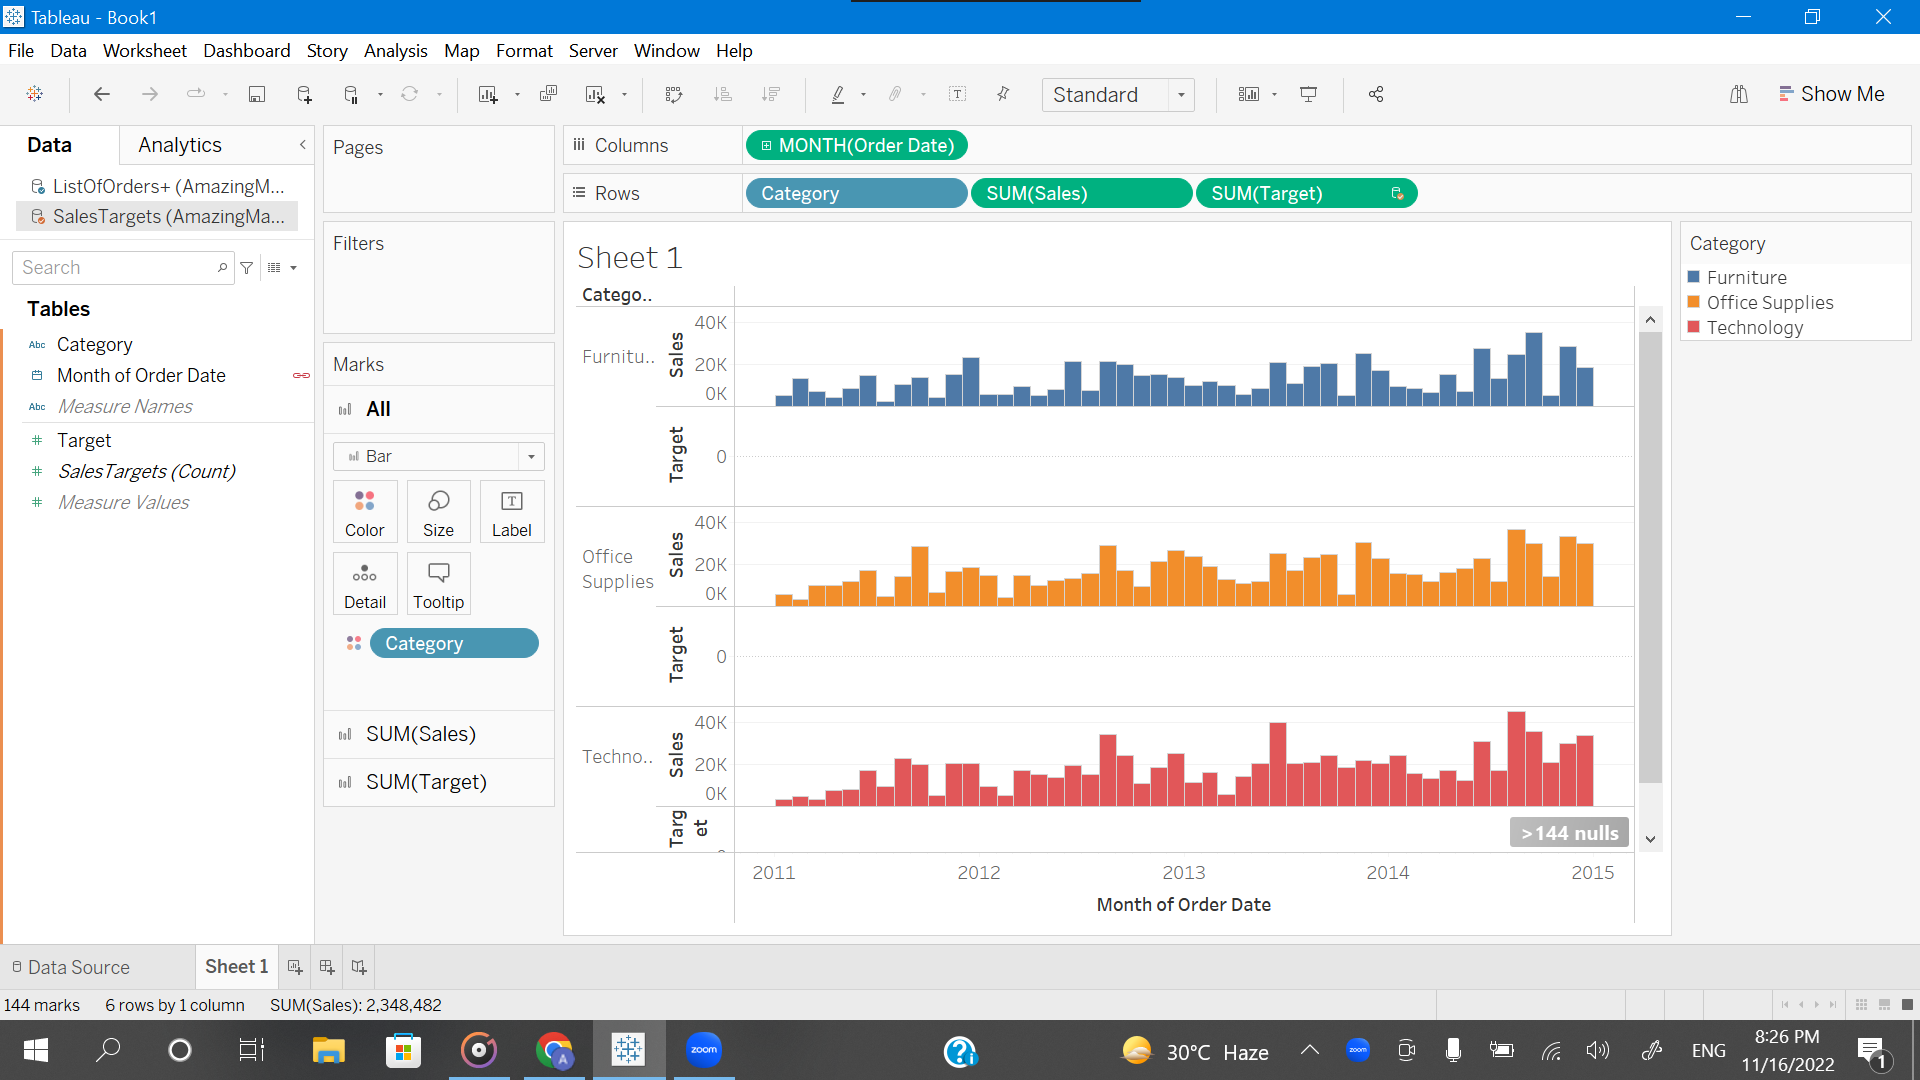 Tableau - Book1
File Data Worksheet Dashboard Story Analysis Map Format Server Window Help
Standard
Show Me
Data
Analytics
ListOfOrders+ (AmazingM...
SalesTargets (AmazingMa...
Search
Tables
Abc Category
Month of Order Date
Abc Measure Names
# Target
# SalesTargets (Count)
# Measure Values
Pages
Filters
Marks
All
Bar
Color
Size
T
Label
Detail
Tooltip
Category
SUM(Sales)
SUM(Target)
Columns
MONTH(Order Date)
Rows
Category
SUM(Sales)
SUM(Target)
Sheet 1
Catego..
Furnitu..
Sales
40K
20K
0K
Target
0
Office
Supplies
Sales
40K
20K
0K
Target
0
Techno..
Sales
40K
20K
0K
Targ
et
>144 nulls
2011 2012 2013 2014 2015
Month of Order Date
Category
Furniture
Office Supplies
Technology
Data Source
Sheet 1
144 marks 6 rows by 1 column SUM(Sales): 2,348,482
A
zoom
30°C Haze
zoom
ENG
8:26 PM
11/16/2022
1